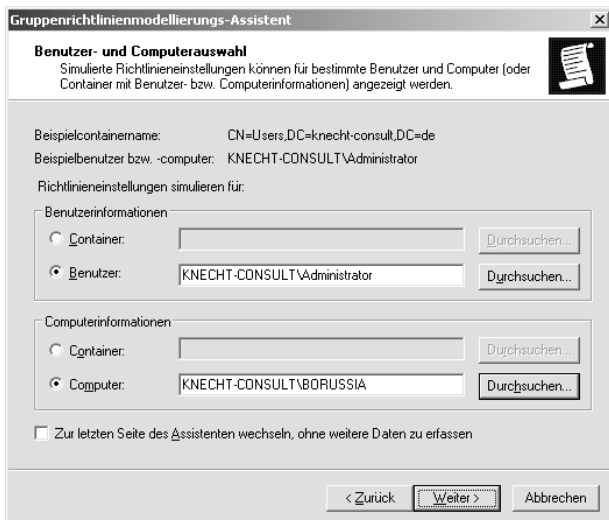 Gruppenrichtlinienmodellierungs-Assistent
Benutzer- und Computerauswahl
Simulierte Richtlinieneinstellungen können für bestimmte Benutzer und Computer (oder
Container mit Benutzer- bzw. Computerinformationen) angezeigt werden.
Beispielcontainername: CN=Users,DC=knecht-consult,DC=de
Beispielbenutzer bzw. -computer: KNECHT-CONSULT\Administrator
Richtlinieneinstellungen simulieren für:
Benutzerinformationen
Container: Durchsuchen...
Benutzer: KNECHT-CONSULT\Administrator Durchsuchen...
Computerinformationen
Container: Durchsuchen...
Computer: KNECHT-CONSULT\BORUSSIA Durchsuchen...
Zur letzten Seite des Assistenten wechseln, ohne weitere Daten zu erfassen
< Zurück Weiter > Abbrechen